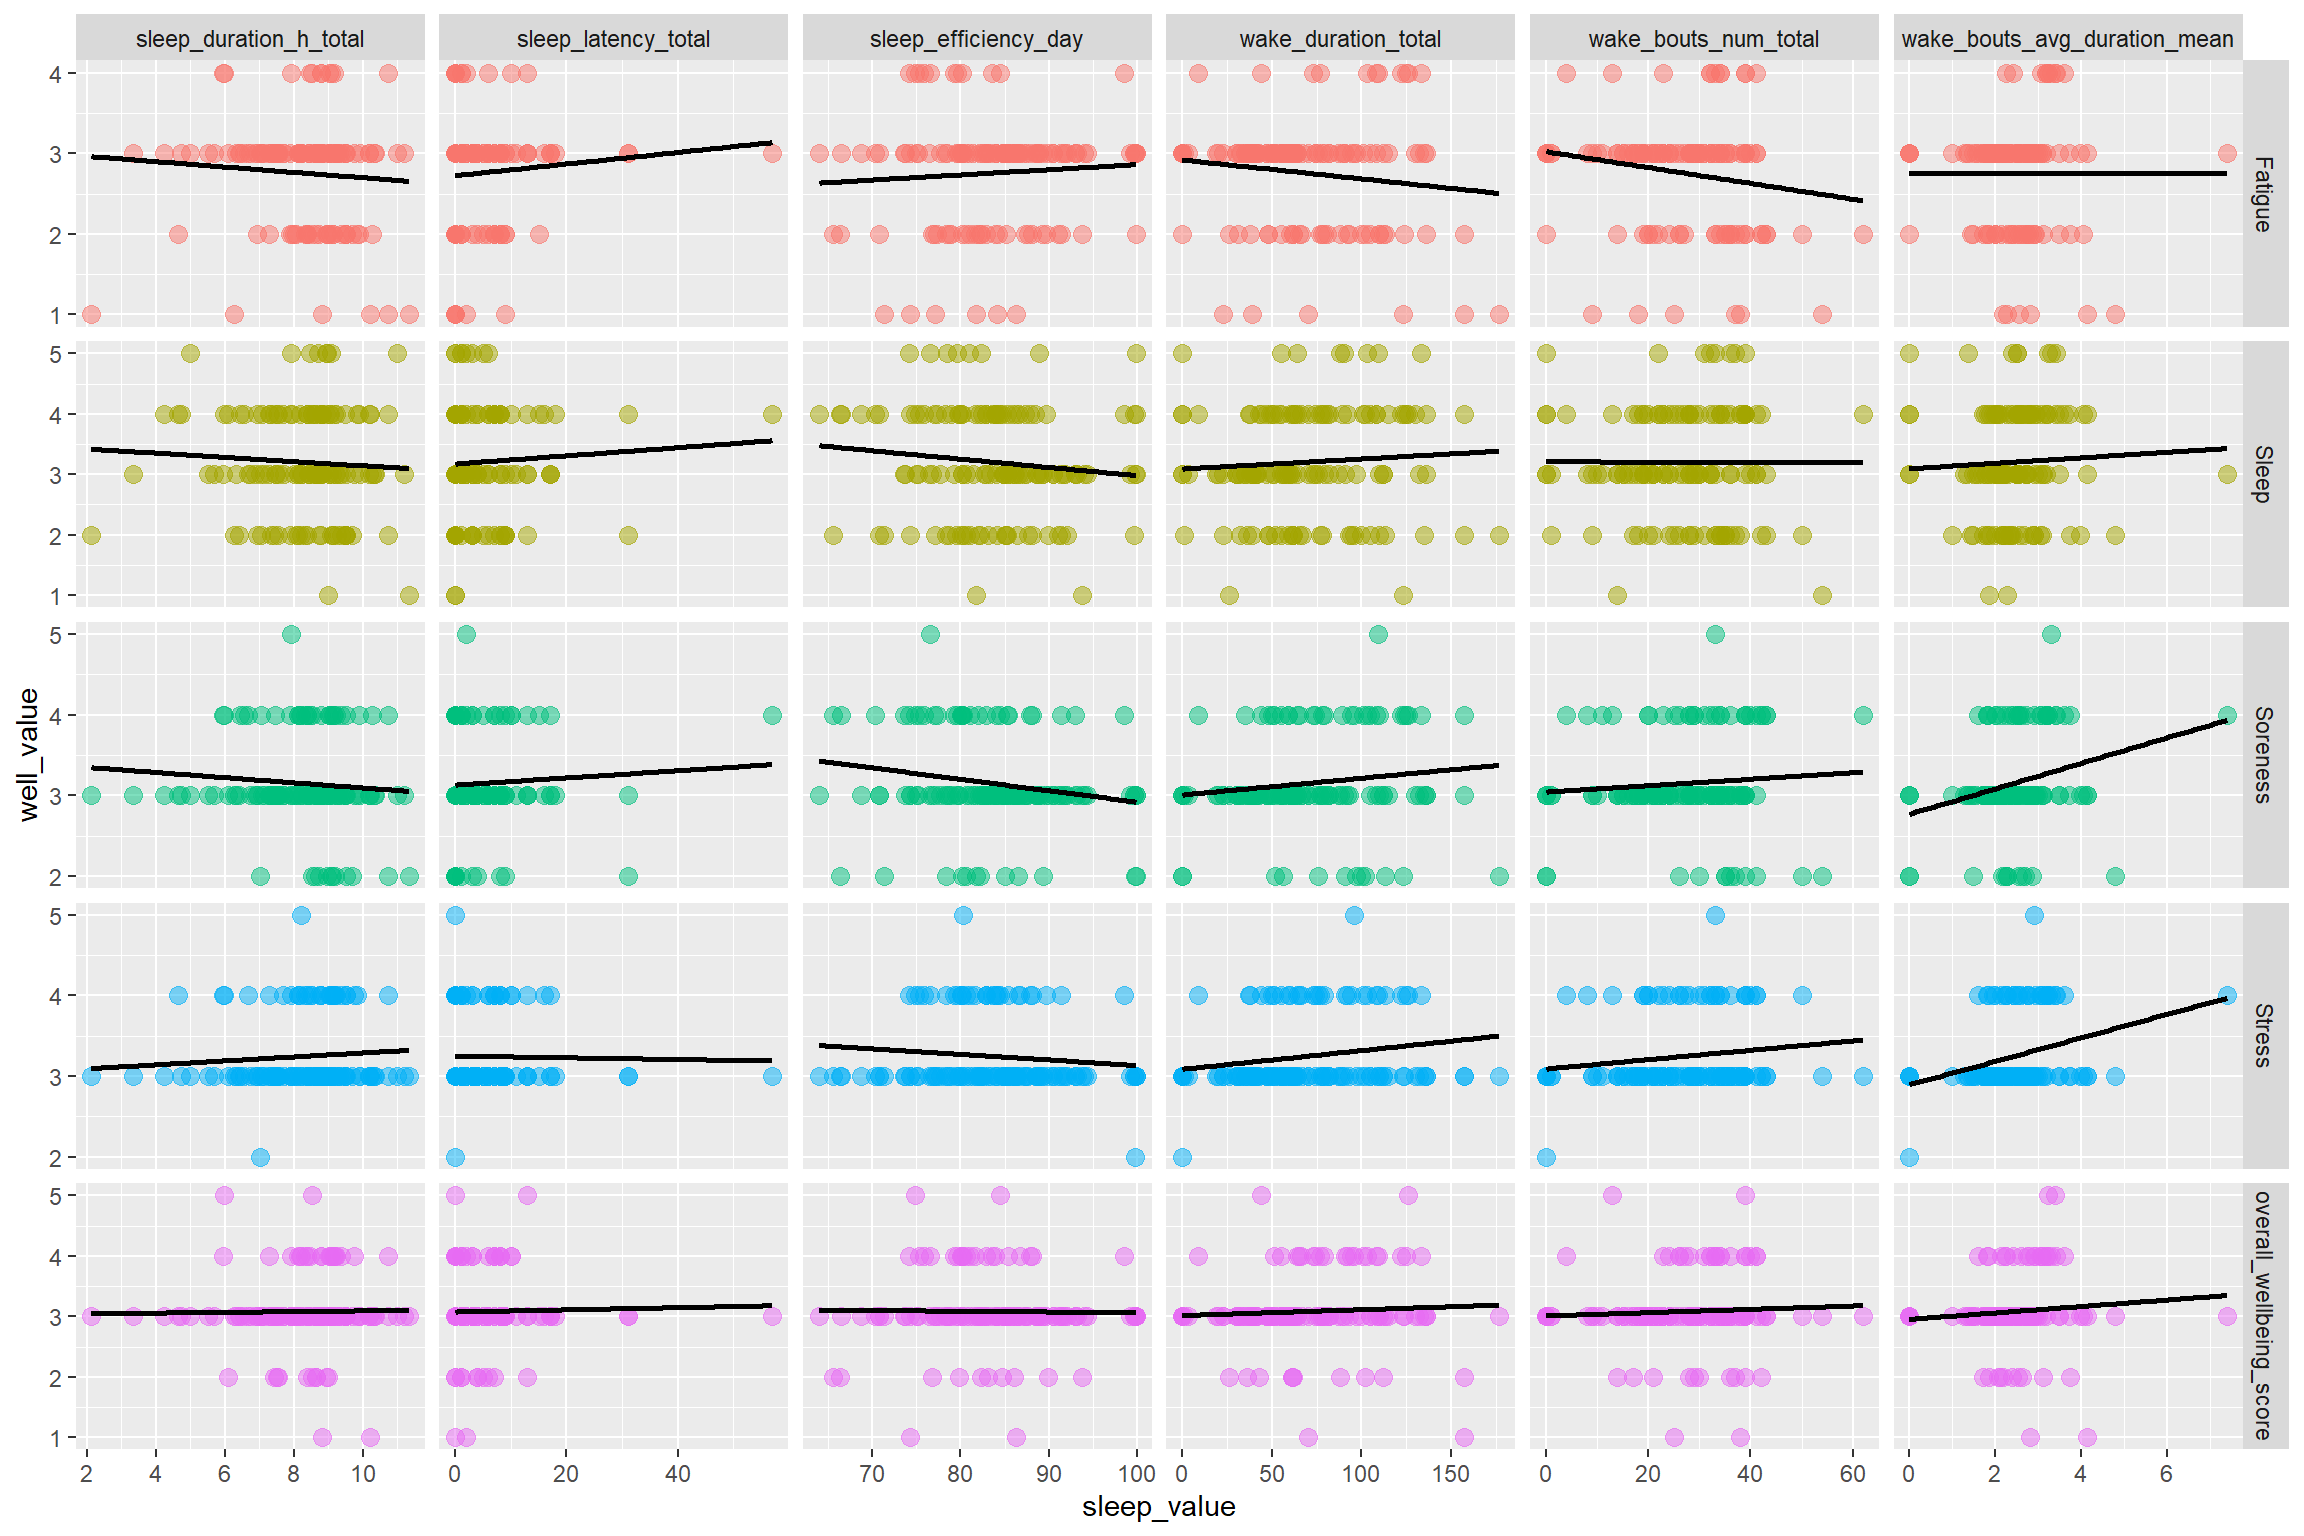 sleep_duration_h_total sleep_latency_total sleep_efficiency_day wake_duration_total wake_bouts_num_total wake_bouts_avg_duration_mean
4
3
2
1
Fatigue
5
4
3
2
1
Sleep
well_value
5
4
3
2
Soreness
5
4
3
2
Stress
5
4
3
2
1
overall_wellbeing_score
2 4 6 8 10 0 20 40 70 80 90 100 0 50 100 150 0 20 40 60 0 2 4 6
sleep_value